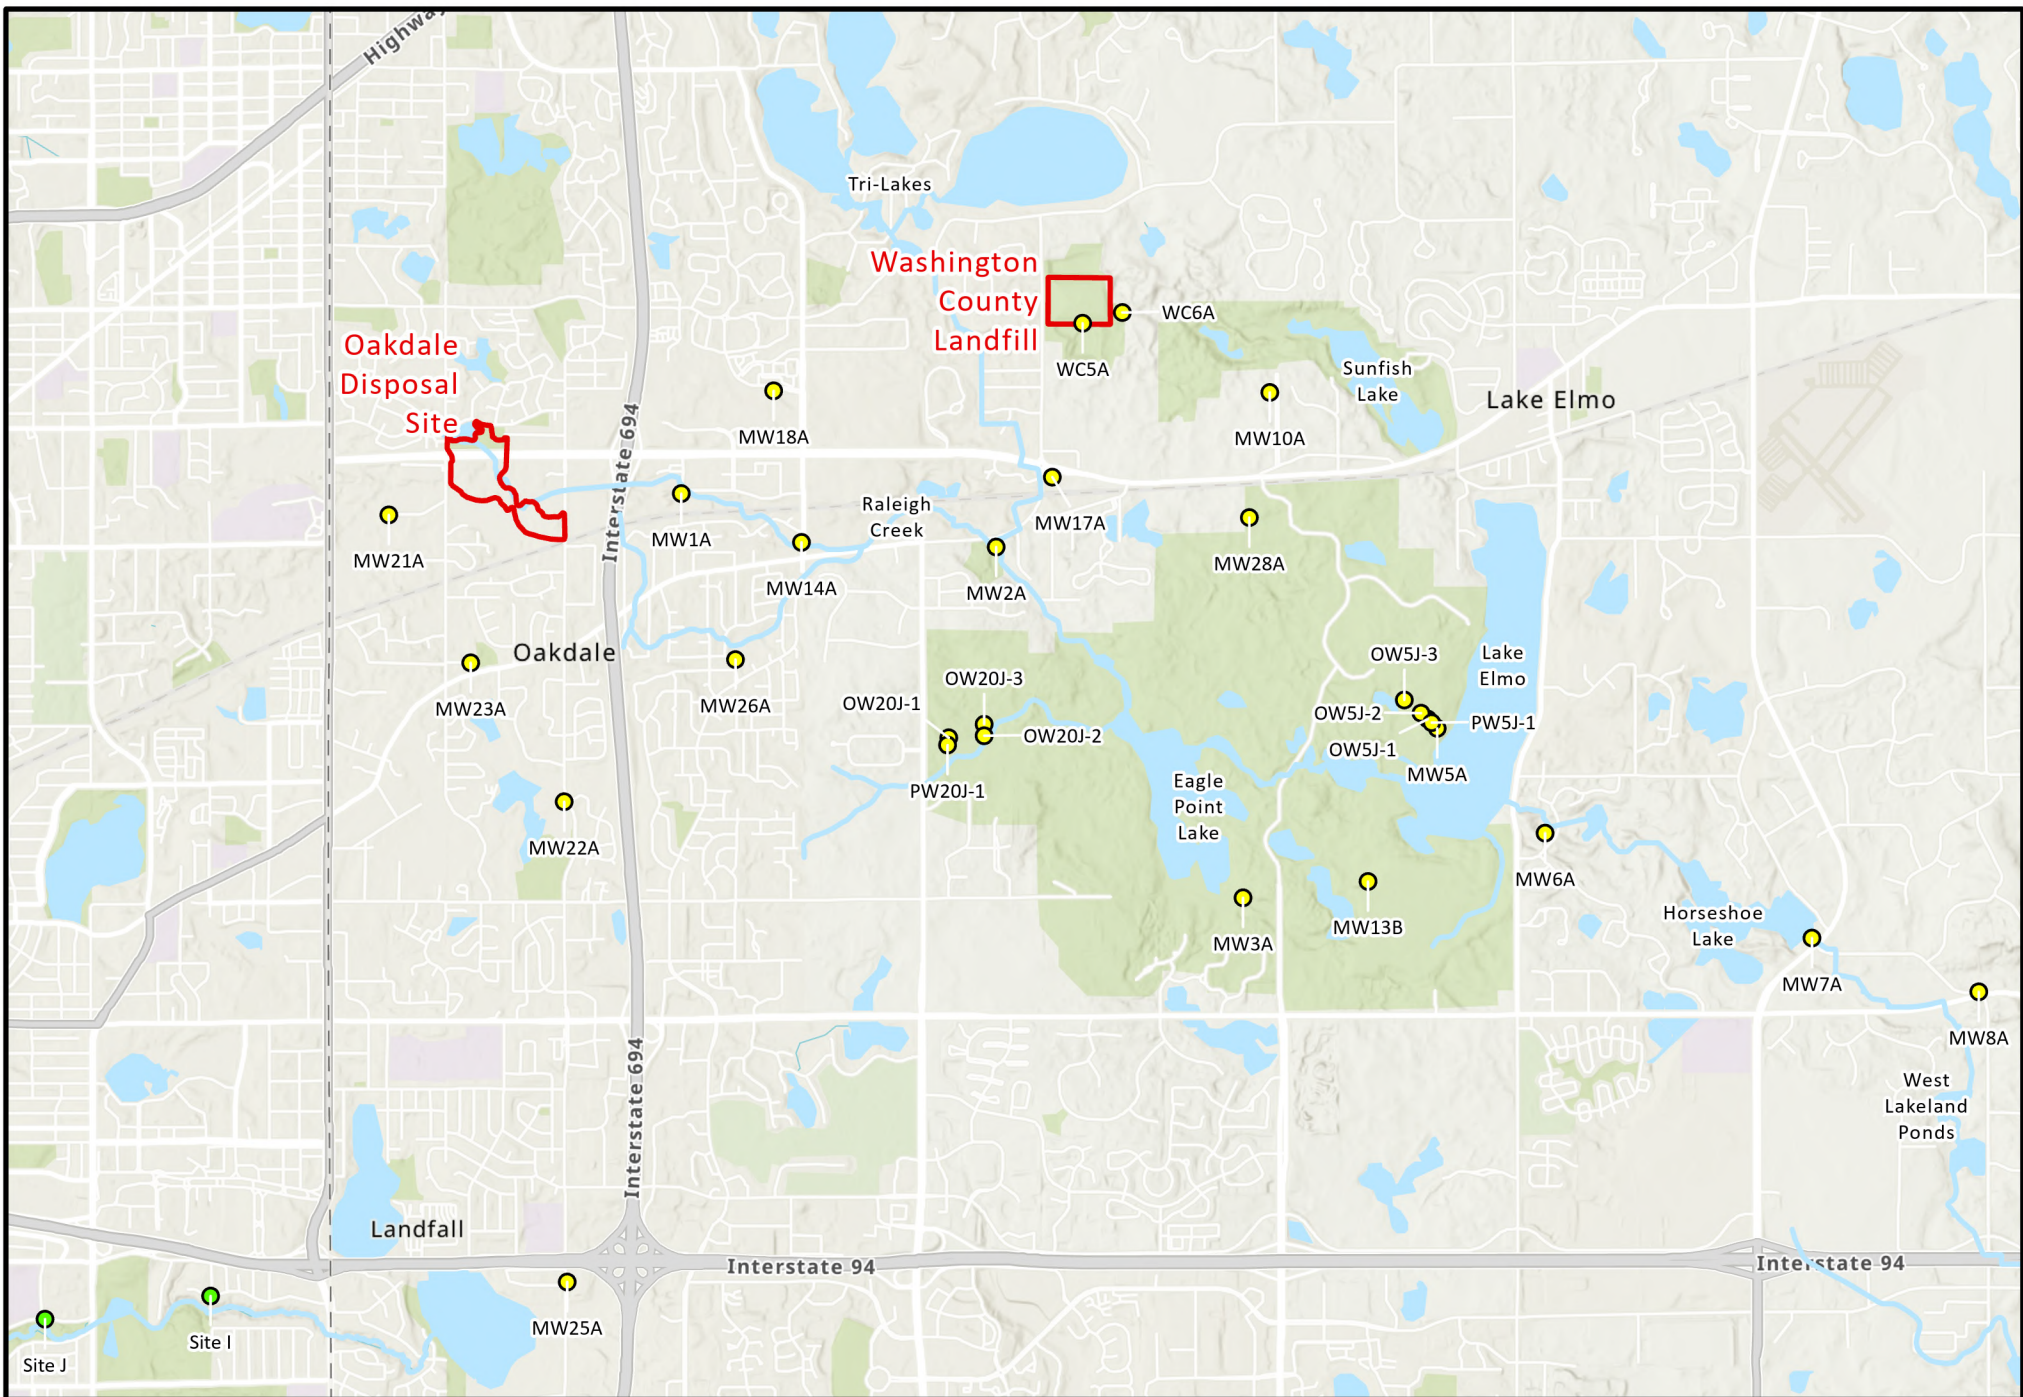 Highway
Tri-Lakes
Washington
County
Landfill
WC6A
WC5A
Oakdale
Disposal
Site
Sunfish
Lake
Lake Elmo
MW18A
MW10A
Interstate 694
Raleigh
Creek
MW17A
MW1A
MW21A
MW28A
MW14A
MW2A
Oakdale
Lake
Elmo
OW5J-3
OW20J-3
OW20J-1
MW26A
MW23A
OW5J-2
PW5J-1
OW20J-2
OW5J-1
MW5A
PW20J-1
Eagle
Point
Lake
MW22A
MW6A
Horseshoe
Lake
MW13B
MW3A
MW7A
MW8A
Interstate 694
West
Lakeland
Ponds
Landfall
Interstate 94
Interstate 94
MW25A
Site I
Site J